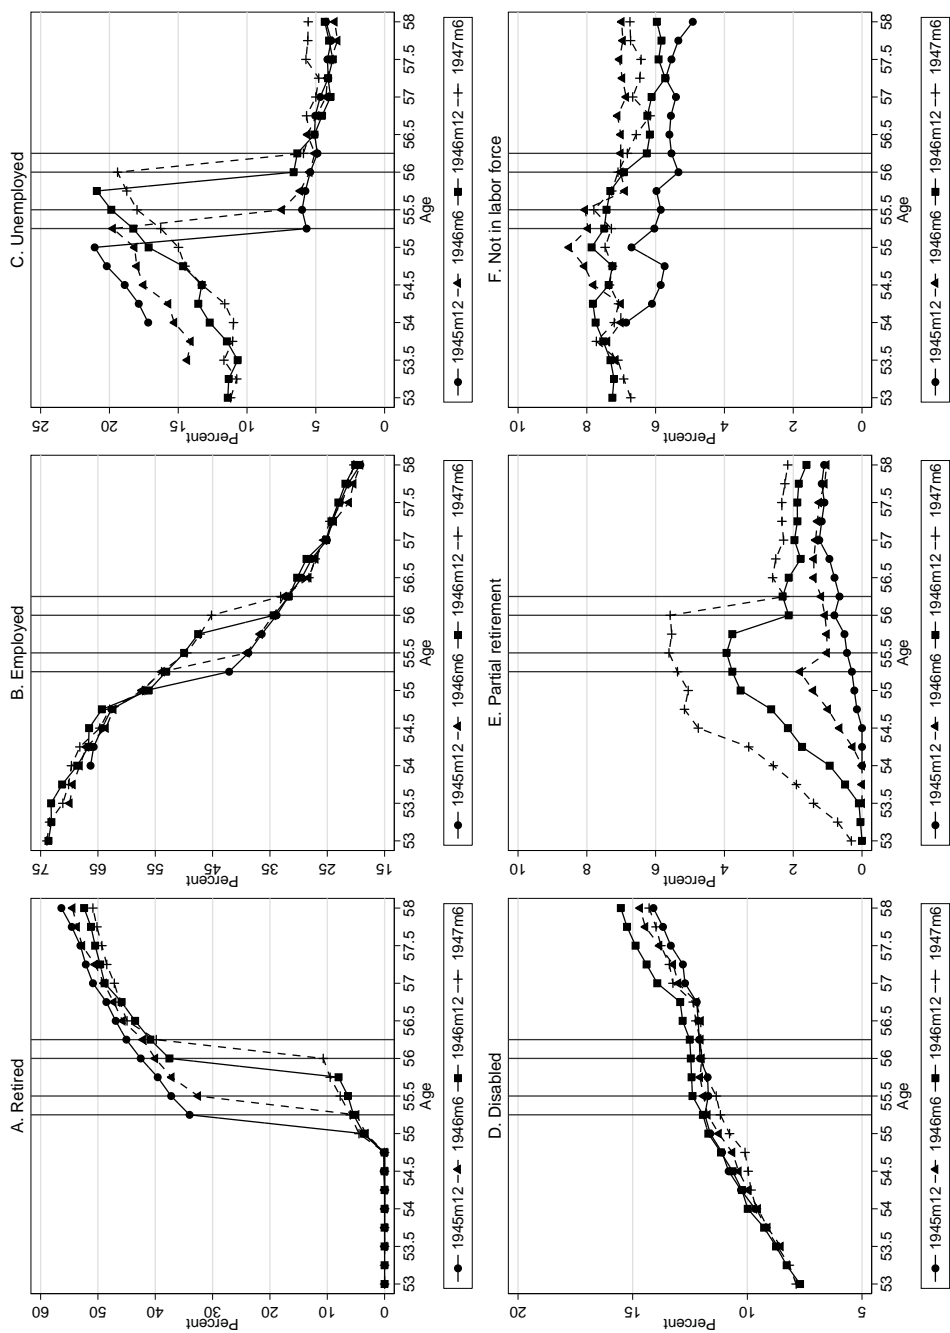 A. Retired
Percent
60
50
40
30
20
10
0
53 53.5 54 54.5 55 55.5 56 56.5 57 57.5 58
Age
1945m12 1946m6 1946m12 1947m6
B. Employed
Percent
75
65
55
45
35
25
15
53 53.5 54 54.5 55 55.5 56 56.5 57 57.5 58
Age
1945m12 1946m6 1946m12 1947m6
C. Unemployed
Percent
25
20
15
10
5
0
53 53.5 54 54.5 55 55.5 56 56.5 57 57.5 58
Age
1945m12 1946m6 1946m12 1947m6
D. Disabled
Percent
20
15
10
5
53 53.5 54 54.5 55 55.5 56 56.5 57 57.5 58
Age
1945m12 1946m6 1946m12 1947m6
E. Partial retirement
Percent
10
8
6
4
2
0
53 53.5 54 54.5 55 55.5 56 56.5 57 57.5 58
Age
1945m12 1946m6 1946m12 1947m6
F. Not in labor force
Percent
10
8
6
4
2
0
53 53.5 54 54.5 55 55.5 56 56.5 57 57.5 58
Age
1945m12 1946m6 1946m12 1947m6